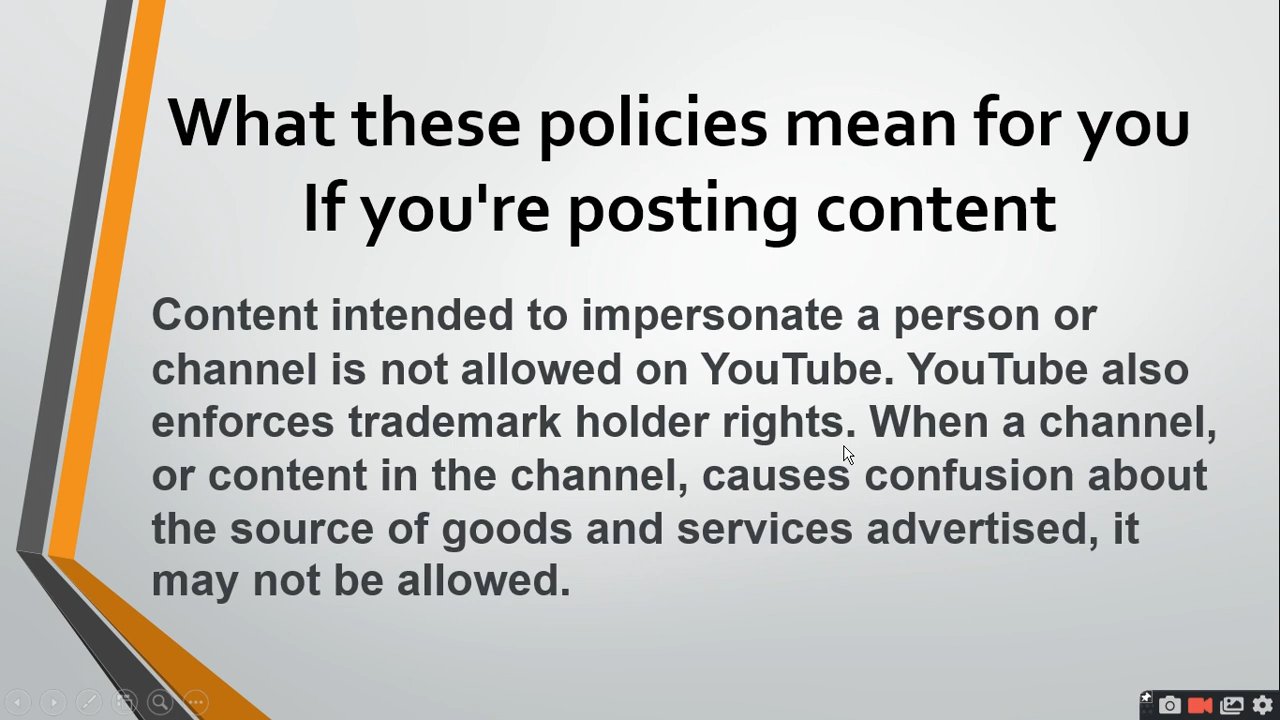 What these policies mean for you
If you're posting content
Content intended to impersonate a person or
channel is not allowed on YouTube. YouTube also
enforces trademark holder rights. When a channel,
or content in the channel, causes confusion about
the source of goods and services advertised, it
may not be allowed.